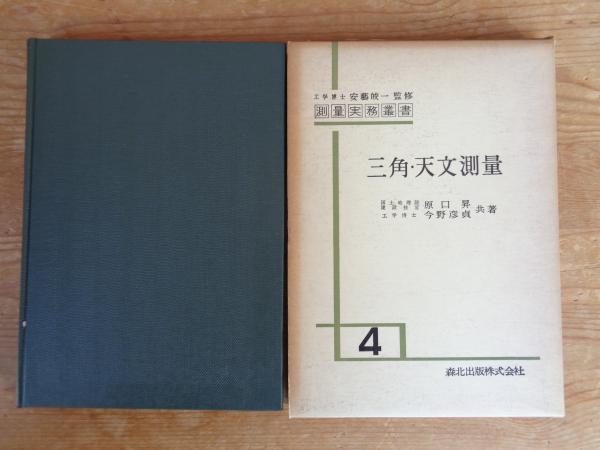 工学博士 安藝皎一 監修
測量実務叢書
三角・天文測量
原口昇
工学博士 今野彦貞 共著
4
森北出版株式会社